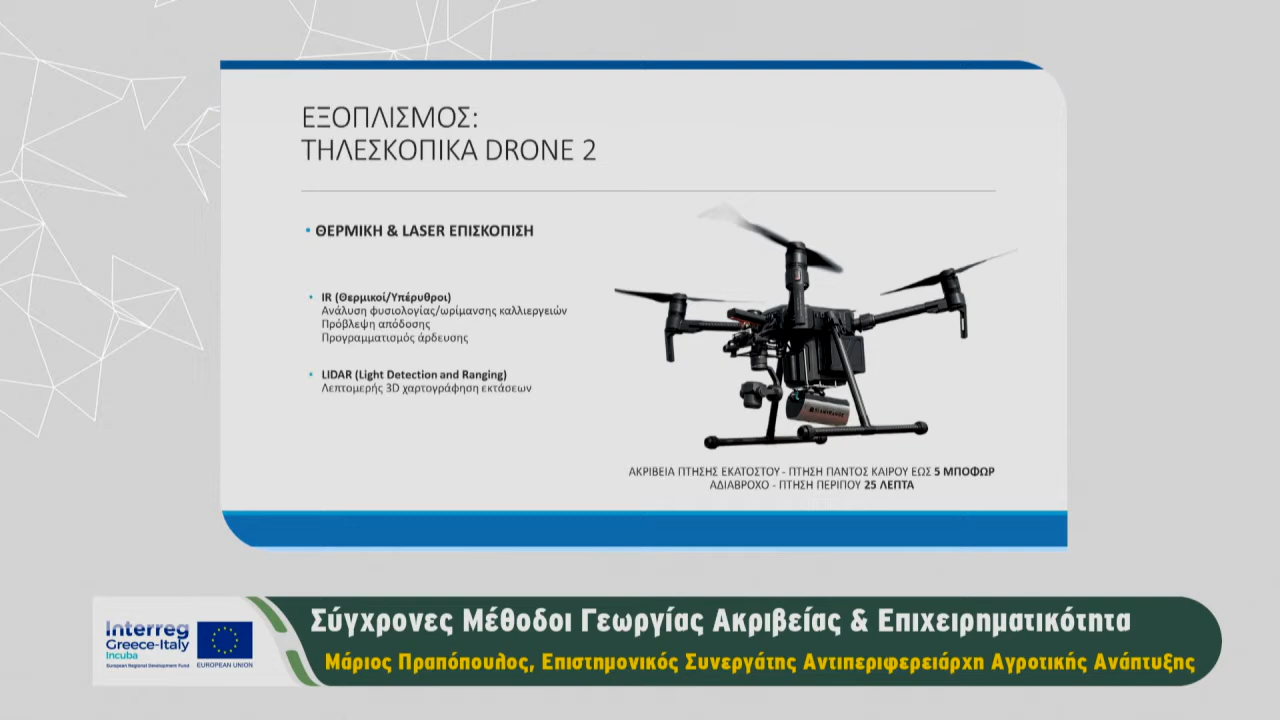 ΕΞΟΠΛΙΣΜΟΣ:
ΤΗΛΕΣΚΟΠΙΚΑ DRONE 2
• ΘΕΡΜΙΚΗ & LASER ΕΠΙΣΚΟΠΙΣΗ
• IR (Θερμικοί/Υπέρυθροι)
Ανάλυση φυσιολογίας/ωρίμανσης καλλιεργειών
Πρόβλεψη απόδοσης
Προγραμματισμός άρδευσης
• LIDAR (Light Detection and Ranging)
Λεπτομερής 3D χαρτογράφηση εκτάσεων
ΑΚΡΙΒΕΙΑ ΠΤΗΣΗΣ ΕΚΑΤΟΣΤΟΥ - ΠΤΗΣΗ ΠΑΝΤΟΣ ΚΑΙΡΟΥ ΕΩΣ 5 ΜΠΟΦΩΡ
ΑΔΙΑΒΡΟΧΟ - ΠΤΗΣΗ ΠΕΡΙΠΟΥ 25 ΛΕΠΤΑ
Interreg
Greece-Italy
Incuba
European Regional Development Fund
EUROPEAN UNION
Σύγχρονες Μέθοδοι Γεωργίας Ακριβείας & Επιχειρηματικότητα
Μάριος Πραπόπουλος, Επιστημονικός Συνεργάτης Αντιπεριφερειάρχη Αγροτικής Ανάπτυξης